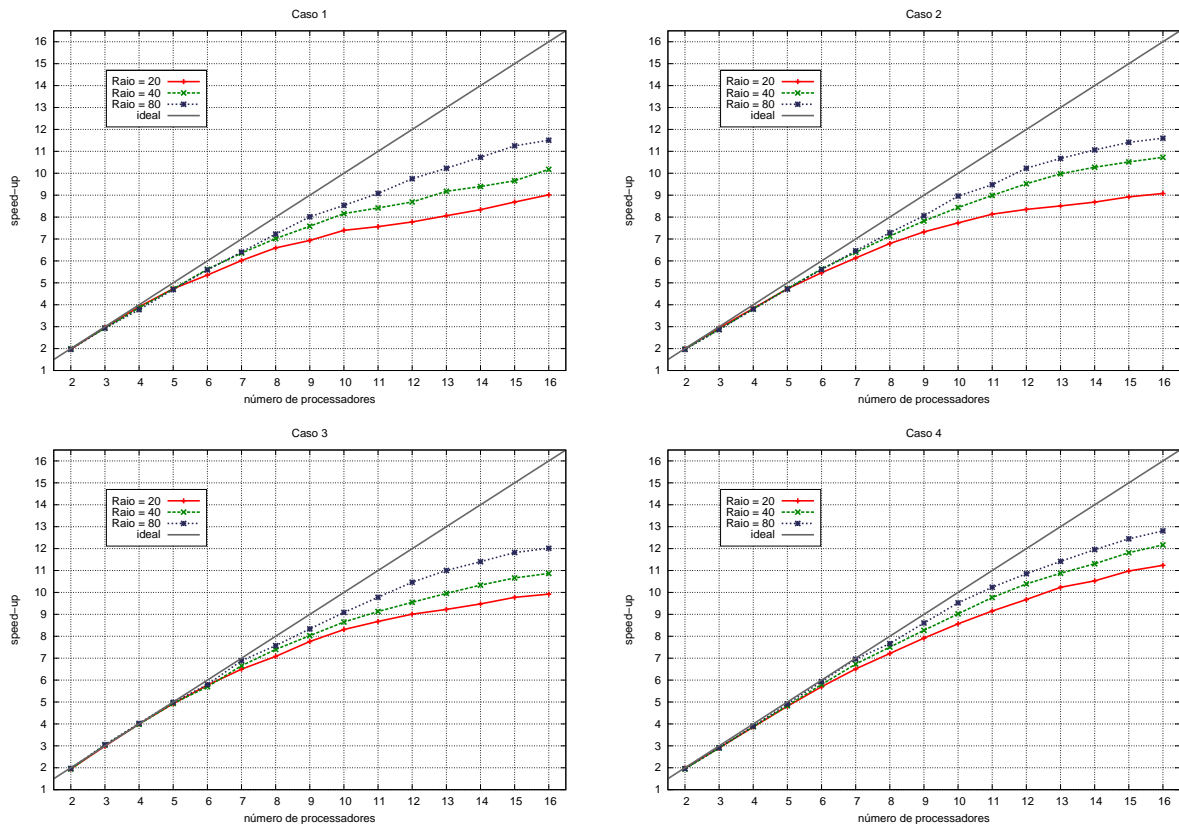 Caso 1
16
15
14
13
12
11
10
9
8
7
6
5
4
3
2
1
speed-up
Raio = 20
Raio = 40
Raio = 80
ideal
2 3 4 5 6 7 8 9 10 11 12 13 14 15 16
número de processadores
Caso 2
16
15
14
13
12
11
10
9
8
7
6
5
4
3
2
1
speed-up
Raio = 20
Raio = 40
Raio = 80
ideal
2 3 4 5 6 7 8 9 10 11 12 13 14 15 16
número de processadores
Caso 3
16
15
14
13
12
11
10
9
8
7
6
5
4
3
2
1
speed-up
Raio = 20
Raio = 40
Raio = 80
ideal
2 3 4 5 6 7 8 9 10 11 12 13 14 15 16
número de processadores
Caso 4
16
15
14
13
12
11
10
9
8
7
6
5
4
3
2
1
speed-up
Raio = 20
Raio = 40
Raio = 80
ideal
2 3 4 5 6 7 8 9 10 11 12 13 14 15 16
número de processadores